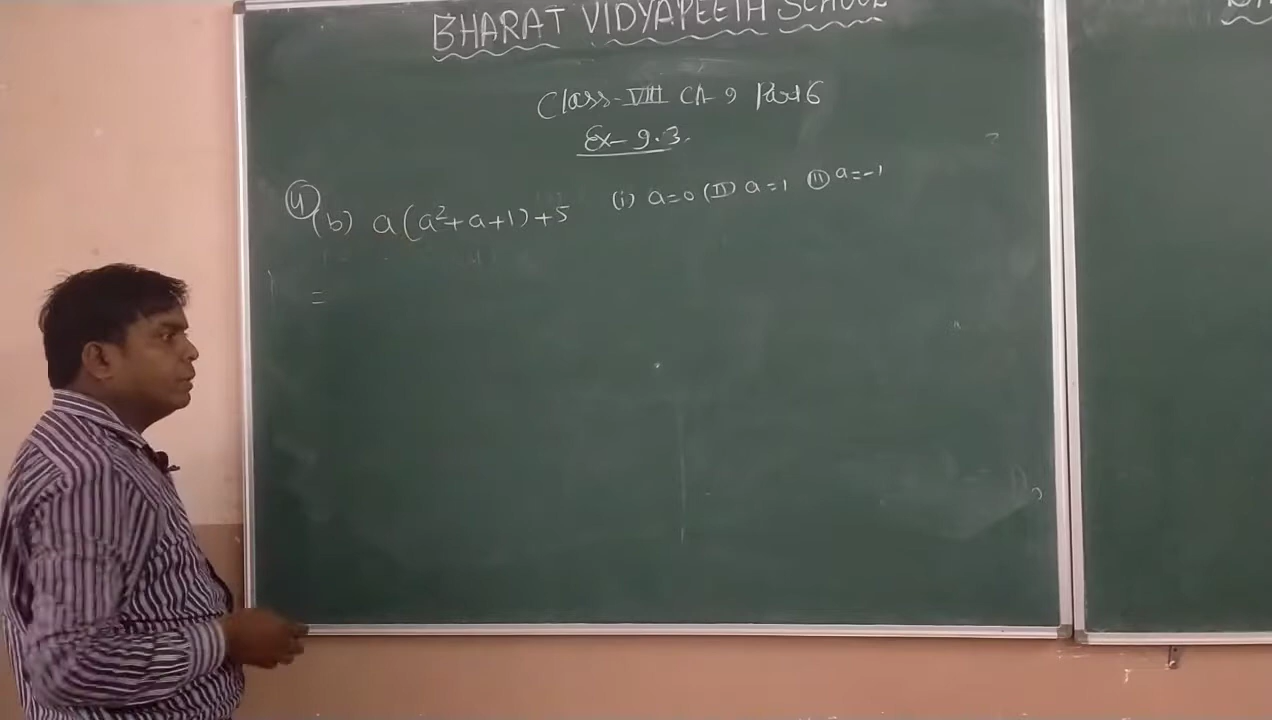 BHARAT VIDYAPEETH SCHOOL
Class-VIII Ch-9 Part 6
Ex-9.3.
(4)
(b) a(a²+a+1)+5 (i) a=0 (II) a=1 (II) a=-1
=